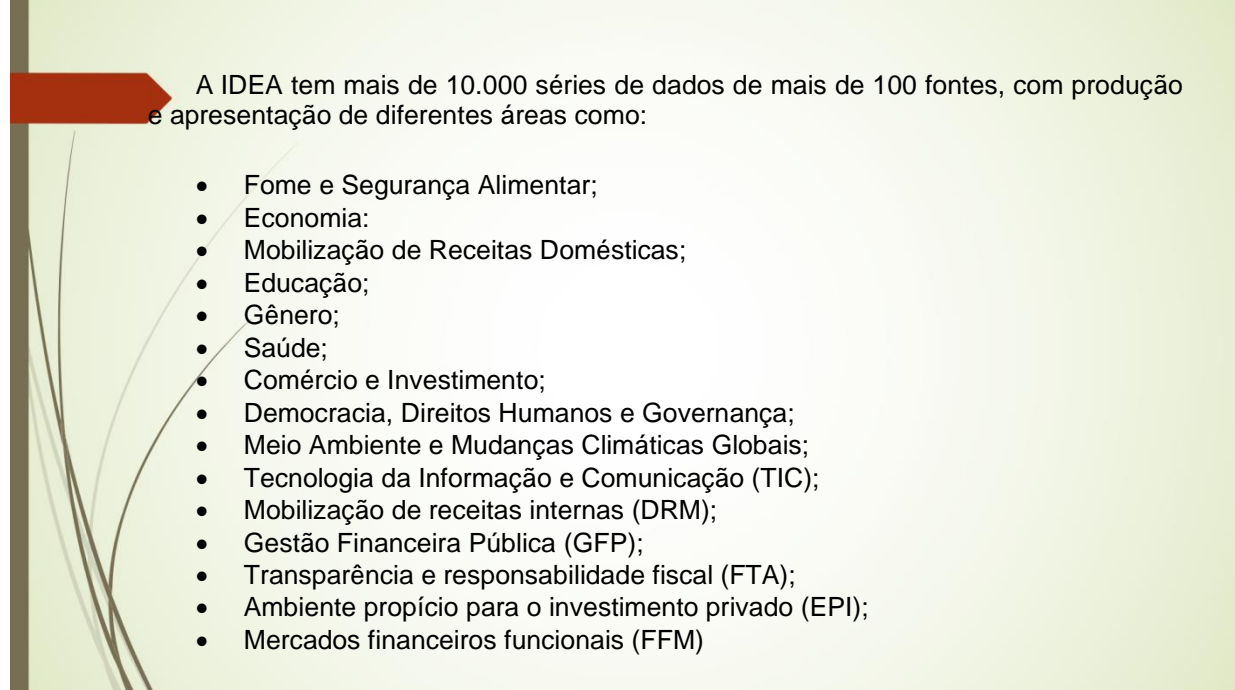 A IDEA tem mais de 10.000 séries de dados de mais de 100 fontes, com produção
e apresentação de diferentes áreas como:
• Fome e Segurança Alimentar;
• Economia:
• Mobilização de Receitas Domésticas;
• Educação;
• Gênero;
• Saúde;
• Comércio e Investimento;
• Democracia, Direitos Humanos e Governança;
• Meio Ambiente e Mudanças Climáticas Globais;
• Tecnologia da Informação e Comunicação (TIC);
• Mobilização de receitas internas (DRM);
• Gestão Financeira Pública (GFP);
• Transparência e responsabilidade fiscal (FTA);
• Ambiente propício para o investimento privado (EPI);
• Mercados financeiros funcionais (FFM)